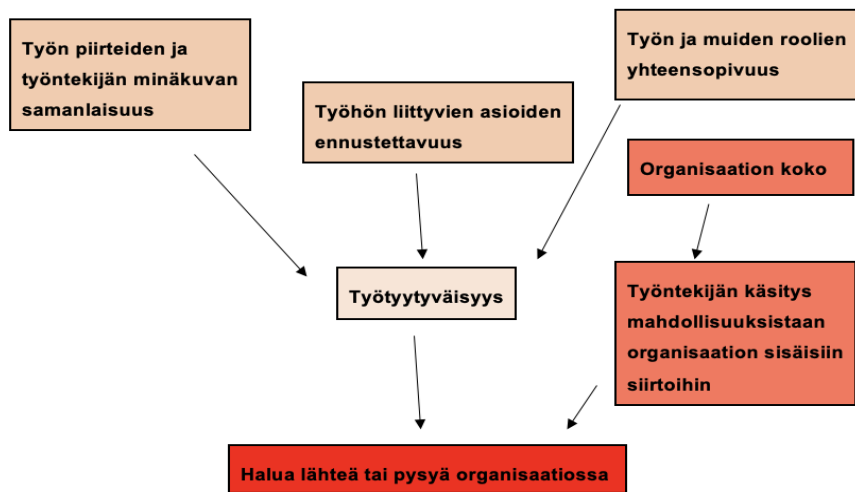 Työn piirteiden ja
työntekijän minäkuvan
samanlaisuus
Työhön liittyvien asioiden
ennustettavuus
Työn ja muiden roolien
yhteensopivuus
Organisaation koko
Työtyytyväisyys
Työntekijän käsitys
mahdollisuuksistaan
organisaation sisäisiin
siirtoihin
Halua lähteä tai pysyä organisaatiossa